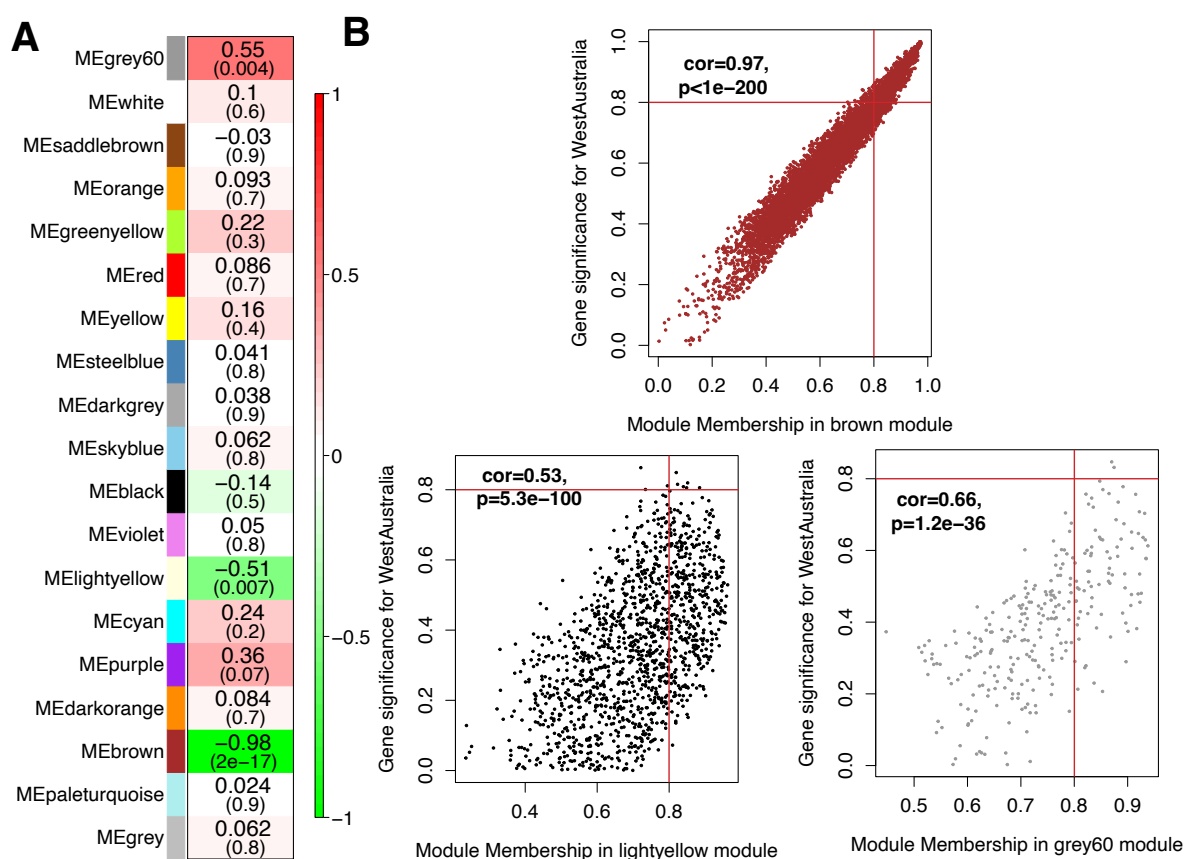 A
MEgrey60
0.55
(0.004)
MEwhite
0.1
(0.6)
MEsaddlebrown
−0.03
(0.9)
MEorange
0.093
(0.7)
MEgreenyellow
0.22
(0.3)
MEred
0.086
(0.7)
MEyellow
0.16
(0.4)
MEsteelblue
0.041
(0.8)
MEdarkgrey
0.038
(0.9)
MEskyblue
0.062
(0.8)
MEblack
−0.14
(0.5)
MEviolet
0.05
(0.8)
MElightyellow
−0.51
(0.007)
MEcyan
0.24
(0.2)
MEpurple
0.36
(0.07)
MEdarkorange
0.084
(0.7)
MEbrown
−0.98
(2e−17)
MEpaleturquoise
0.024
(0.9)
MEgrey
0.062
(0.8)
1
0.5
0
−0.5
−1
B
cor=0.97,
p<1e−200
Gene significance for WestAustralia
1.0
0.8
0.6
0.4
0.2
0.0
0.0 0.2 0.4 0.6 0.8 1.0
Module Membership in brown module
cor=0.53,
p=5.3e−100
Gene significance for WestAustralia
0.8
0.6
0.4
0.2
0.0
0.4 0.6 0.8
Module Membership in lightyellow module
cor=0.66,
p=1.2e−36
Gene significance for WestAustralia
0.8
0.6
0.4
0.2
0.0
0.5 0.6 0.7 0.8 0.9
Module Membership in grey60 module